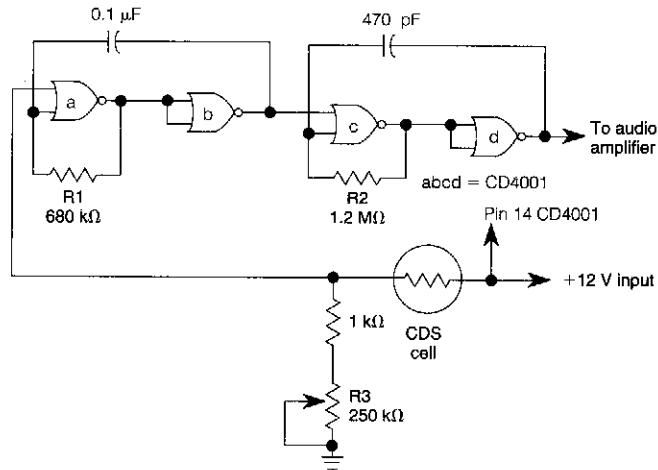 0.1 µF
470 pF
a
b
c
d
To audio
amplifier
R1
680 kΩ
R2
1.2 MΩ
abcd = CD4001
Pin 14 CD4001
+12 V input
1 kΩ
CDS
cell
R3
250 kΩ